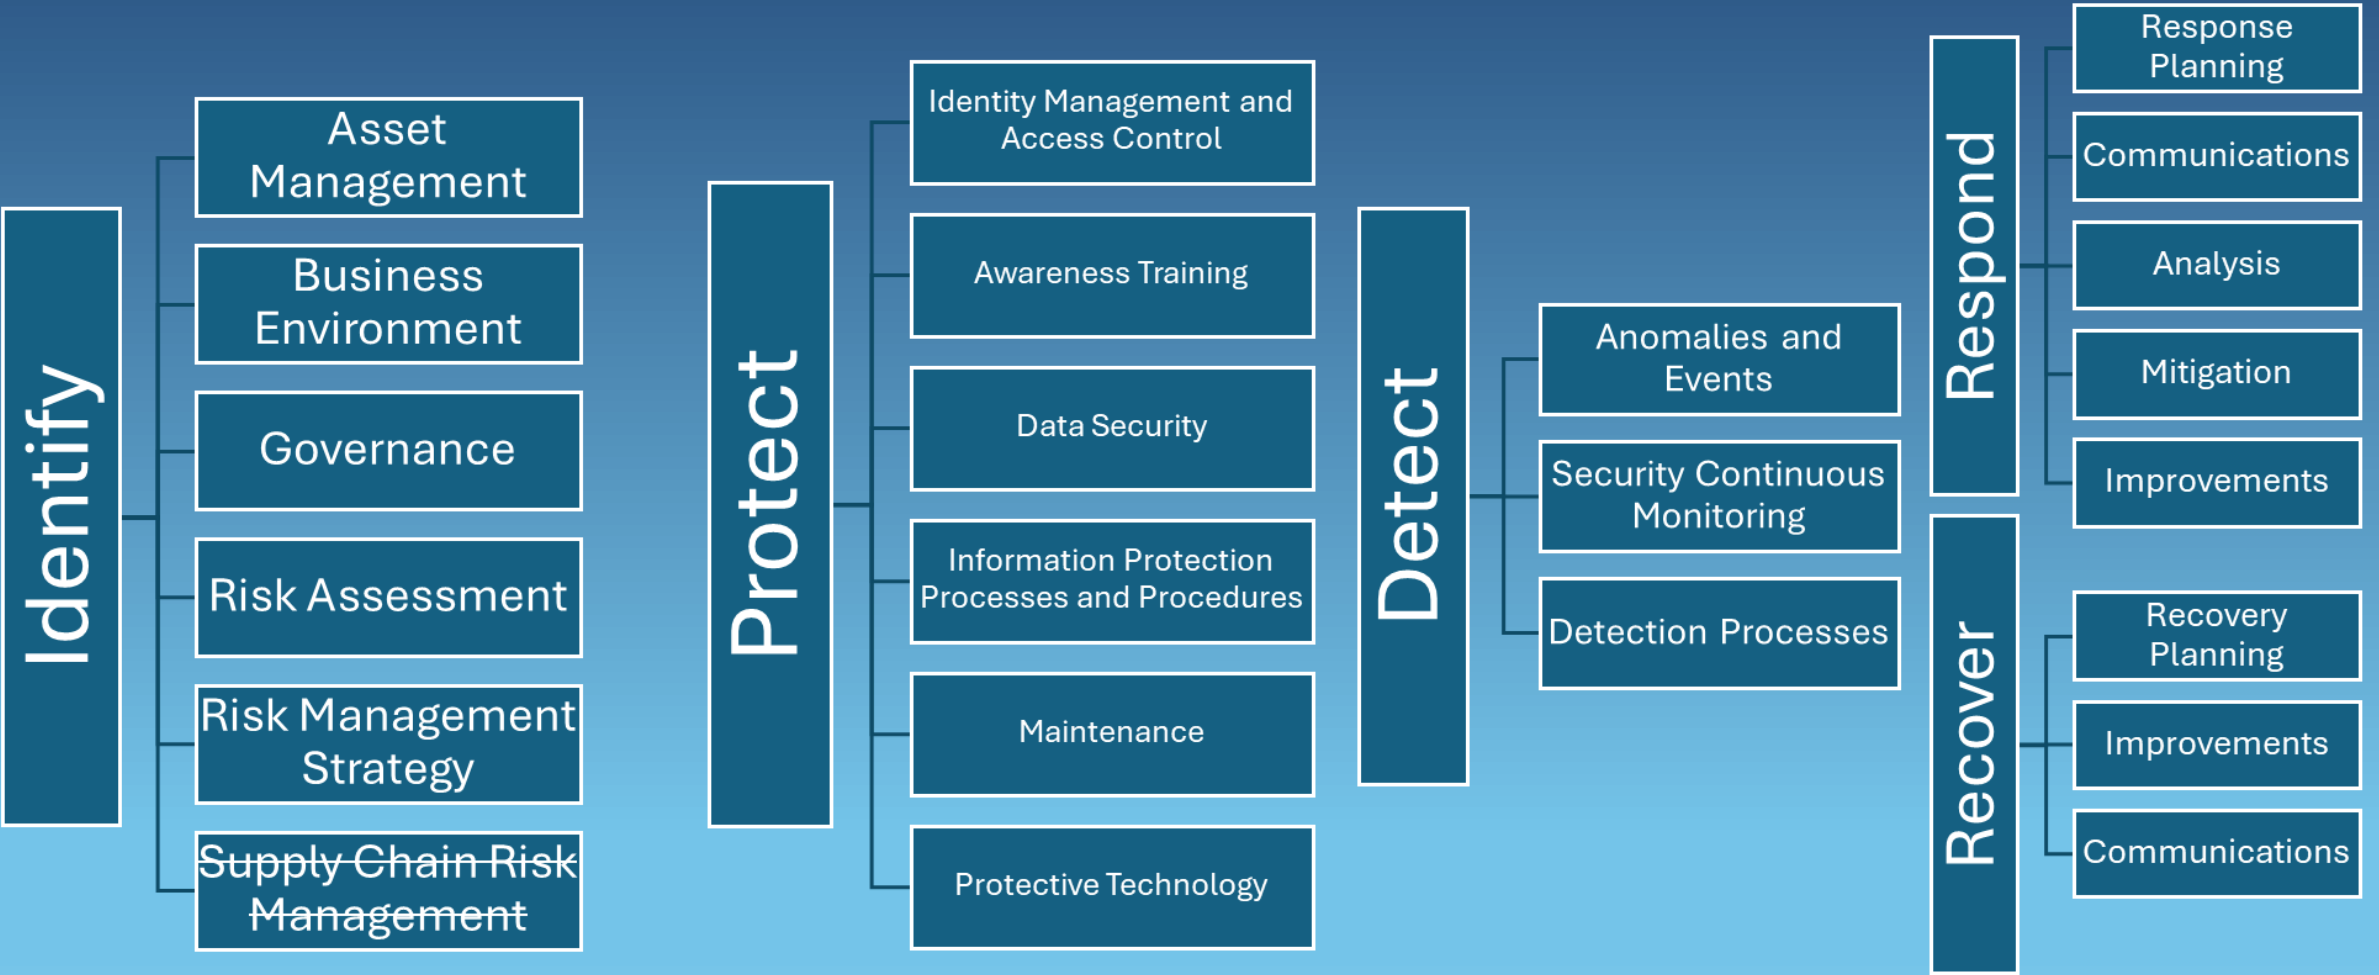 Identify
Asset
Management
Business
Environment
Governance
Risk Assessment
Risk Management
Strategy
Supply Chain Risk
Management
Protect
Identity Management and
Access Control
Awareness Training
Data Security
Information Protection
Processes and Procedures
Maintenance
Protective Technology
Detect
Anomalies and
Events
Security Continuous
Monitoring
Detection Processes
Respond
Response
Planning
Communications
Analysis
Mitigation
Improvements
Recover
Recovery
Planning
Improvements
Communications